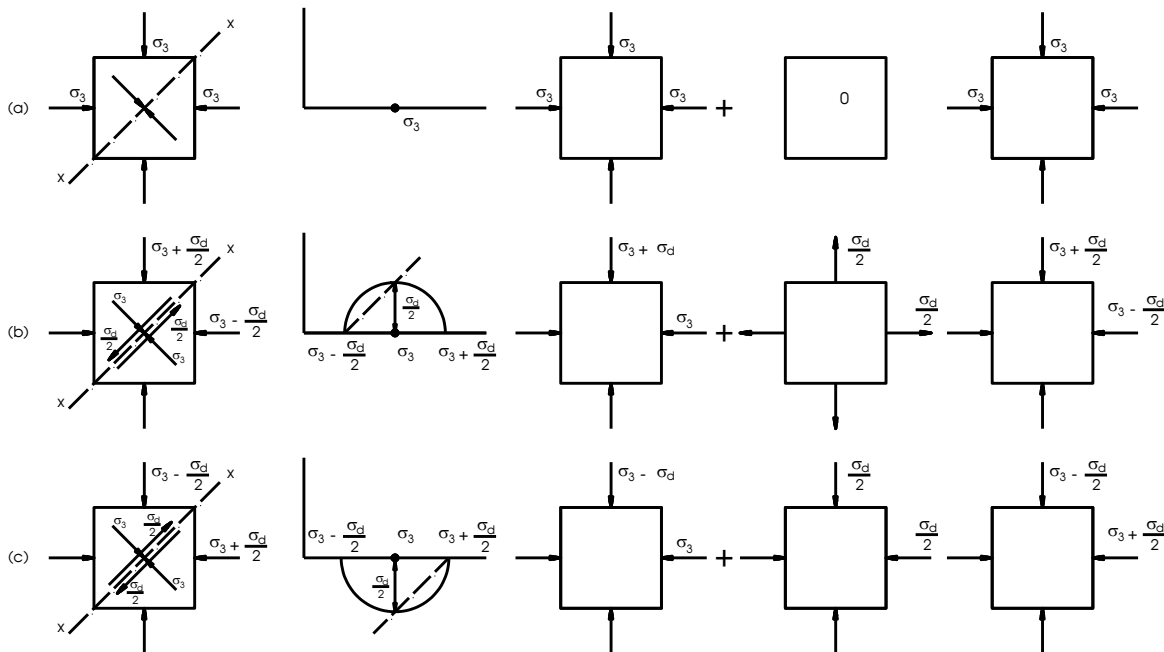 (a)
σ₃
x
σ₃
σ₃
x
σ₃
σ₃
σ₃
σ₃
+
0
σ₃
σ₃
σ₃
(b)
σ₃ + σd/2
x
σ₃
σd/2
σd/2
σ₃
σ₃ - σd/2
x
σd/2
σ₃ - σd/2
σ₃
σ₃ + σd/2
σ₃ + σd
σ₃
+
σd/2
σd/2
σ₃ + σd/2
σ₃ - σd/2
(c)
σ₃ - σd/2
x
σ₃
σd/2
σd/2
σ₃
σ₃ + σd/2
x
σ₃ - σd/2
σ₃
σ₃ + σd/2
σd/2
σ₃ - σd
σ₃
+
σd/2
σd/2
σ₃ - σd/2
σ₃ + σd/2